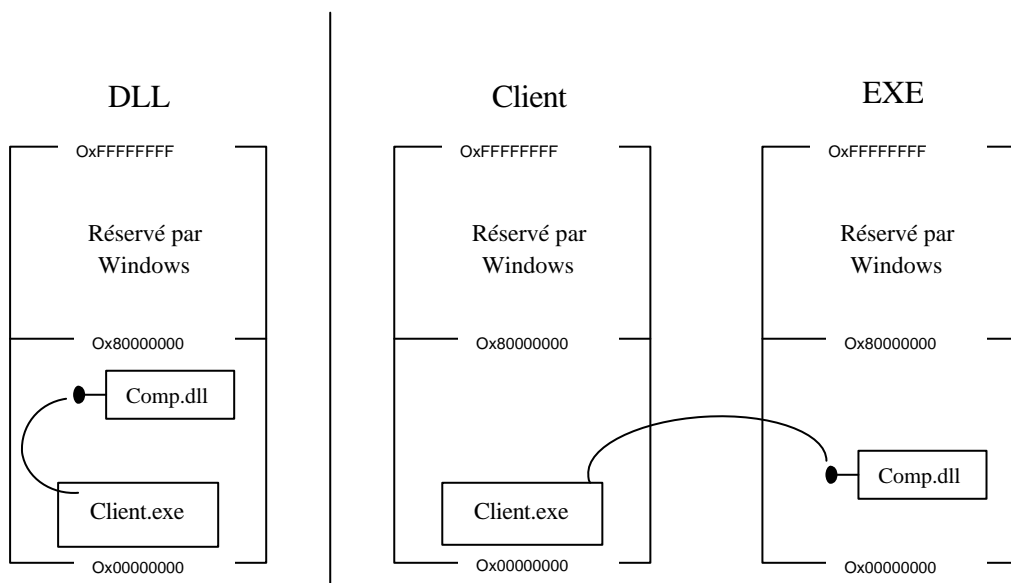 DLL
OxFFFFFFFF
Réservé par
Windows
Ox80000000
Comp.dll
Client.exe
Ox00000000
Client
OxFFFFFFFF
Réservé par
Windows
Ox80000000
Client.exe
Ox00000000
EXE
OxFFFFFFFF
Réservé par
Windows
Ox80000000
Comp.dll
Ox00000000